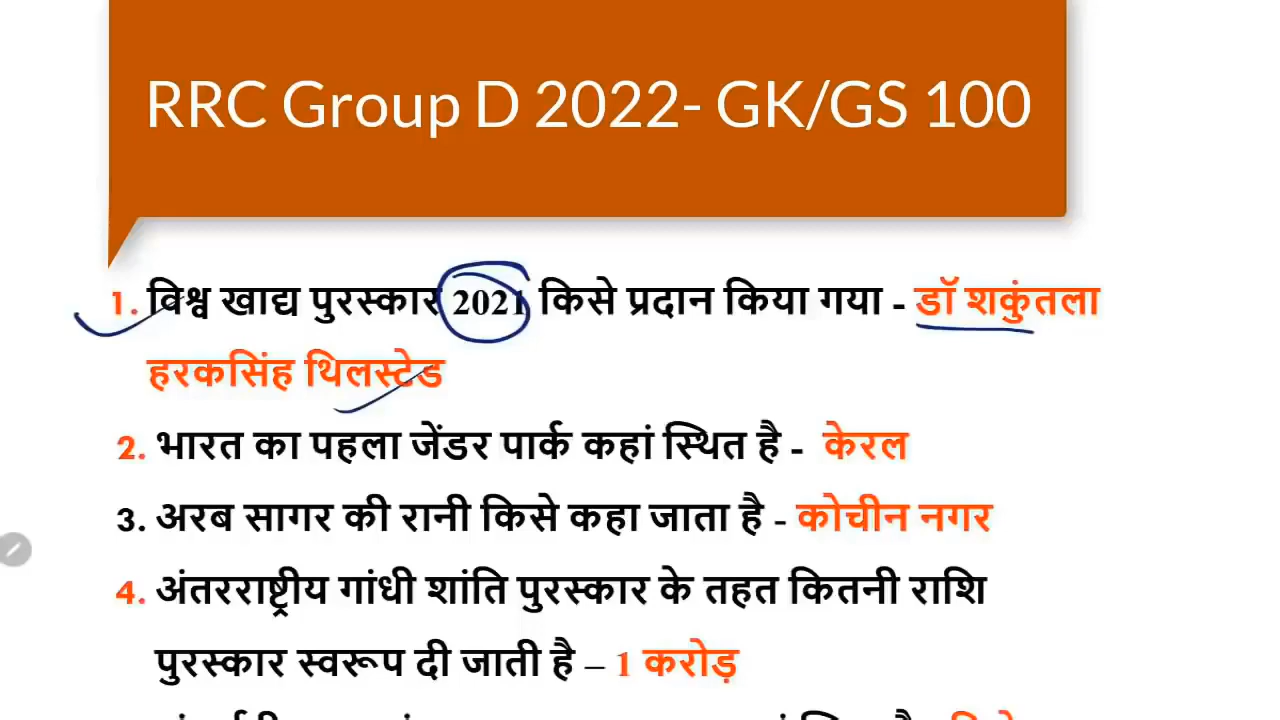 RRC Group D 2022- GK/GS 100
1. विश्व खाद्य पुरस्कार 2021 किसे प्रदान किया गया - डॉ शकुंतला
हरकसिंह थिलस्टेड
2. भारत का पहला जेंडर पार्क कहां स्थित है - केरल
3. अरब सागर की रानी किसे कहा जाता है - कोचीन नगर
4. अंतरराष्ट्रीय गांधी शांति पुरस्कार के तहत कितनी राशि
पुरस्कार स्वरूप दी जाती है – 1 करोड़